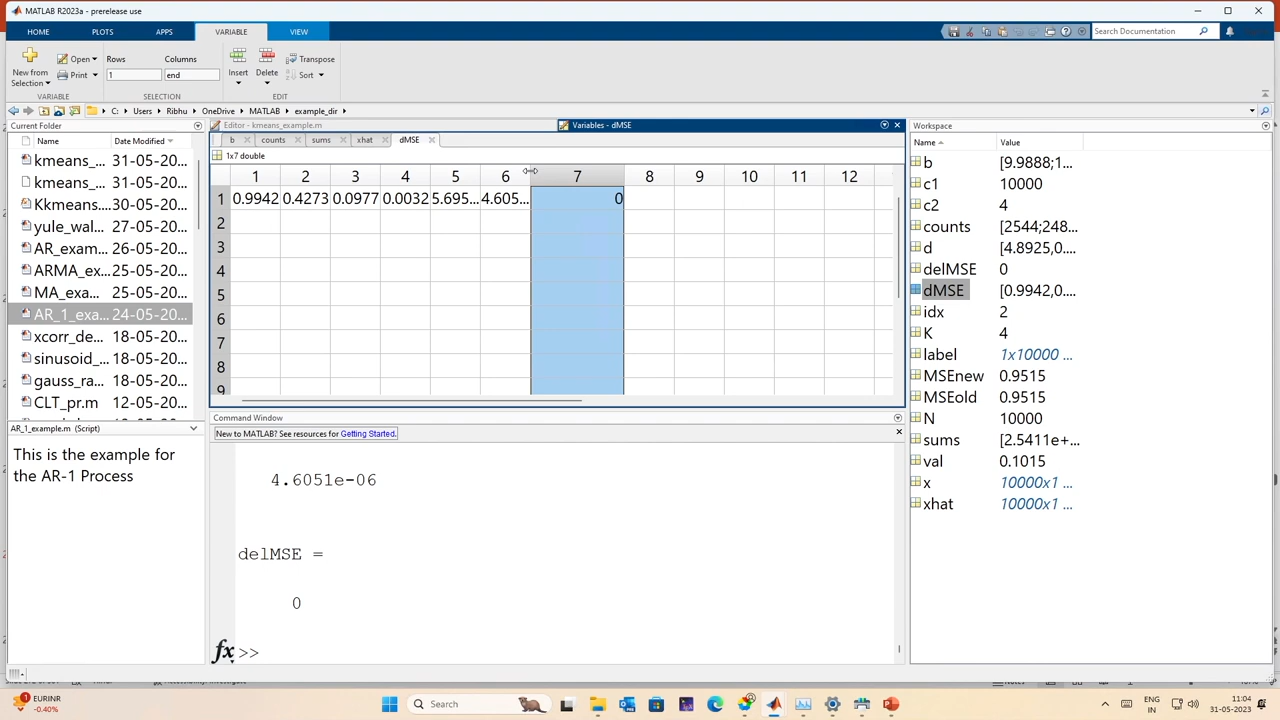 MATLAB R2023a - prerelease use
HOME PLOTS APPS VARIABLE VIEW
Search Documentation
New from Selection
Open
Print
Rows Columns
1 end
Insert Delete
Transpose
Sort
VARIABLE SELECTION EDIT
C: Users Ribhu OneDrive MATLAB example_dir
Current Folder
Name Date Modified
kmeans_... 31-05-20...
kmeans_... 31-05-20...
Kkmeans... 30-05-20...
yule_wal... 27-05-20...
AR_exam... 26-05-20...
ARMA_ex... 25-05-20...
MA_exa... 25-05-20...
AR_1_exa... 24-05-20...
xcorr_de... 18-05-20...
sinusoid_... 18-05-20...
gauss_ra... 18-05-20...
CLT_pr.m 12-05-20...
AR_1_example.m (Script)
This is the example for
the AR-1 Process
Editor - kmeans_example.m
Variables - dMSE
b counts sums xhat dMSE
1x7 double
1 2 3 4 5 6 7 8 9 10 11 12
1 0.9942 0.4273 0.0977 0.0032 5.695... 4.605... 0
2
3
4
5
6
7
8
9
Command Window
New to MATLAB? See resources for Getting Started.
4.6051e-06
delMSE =
0
fx >>
Workspace
Name Value
b [9.9888;1...
c1 10000
c2 4
counts [2544;248...
d [4.8925,0....
delMSE 0
dMSE [0.9942,0....
idx 2
K 4
label 1x10000 ...
MSEnew 0.9515
MSEold 0.9515
N 10000
sums [2.5411e+...
val 0.1015
x 10000x1 ...
xhat 10000x1 ...
1
EURINR
-0.40%
Search
ENG
IN
11:04
31-05-2023